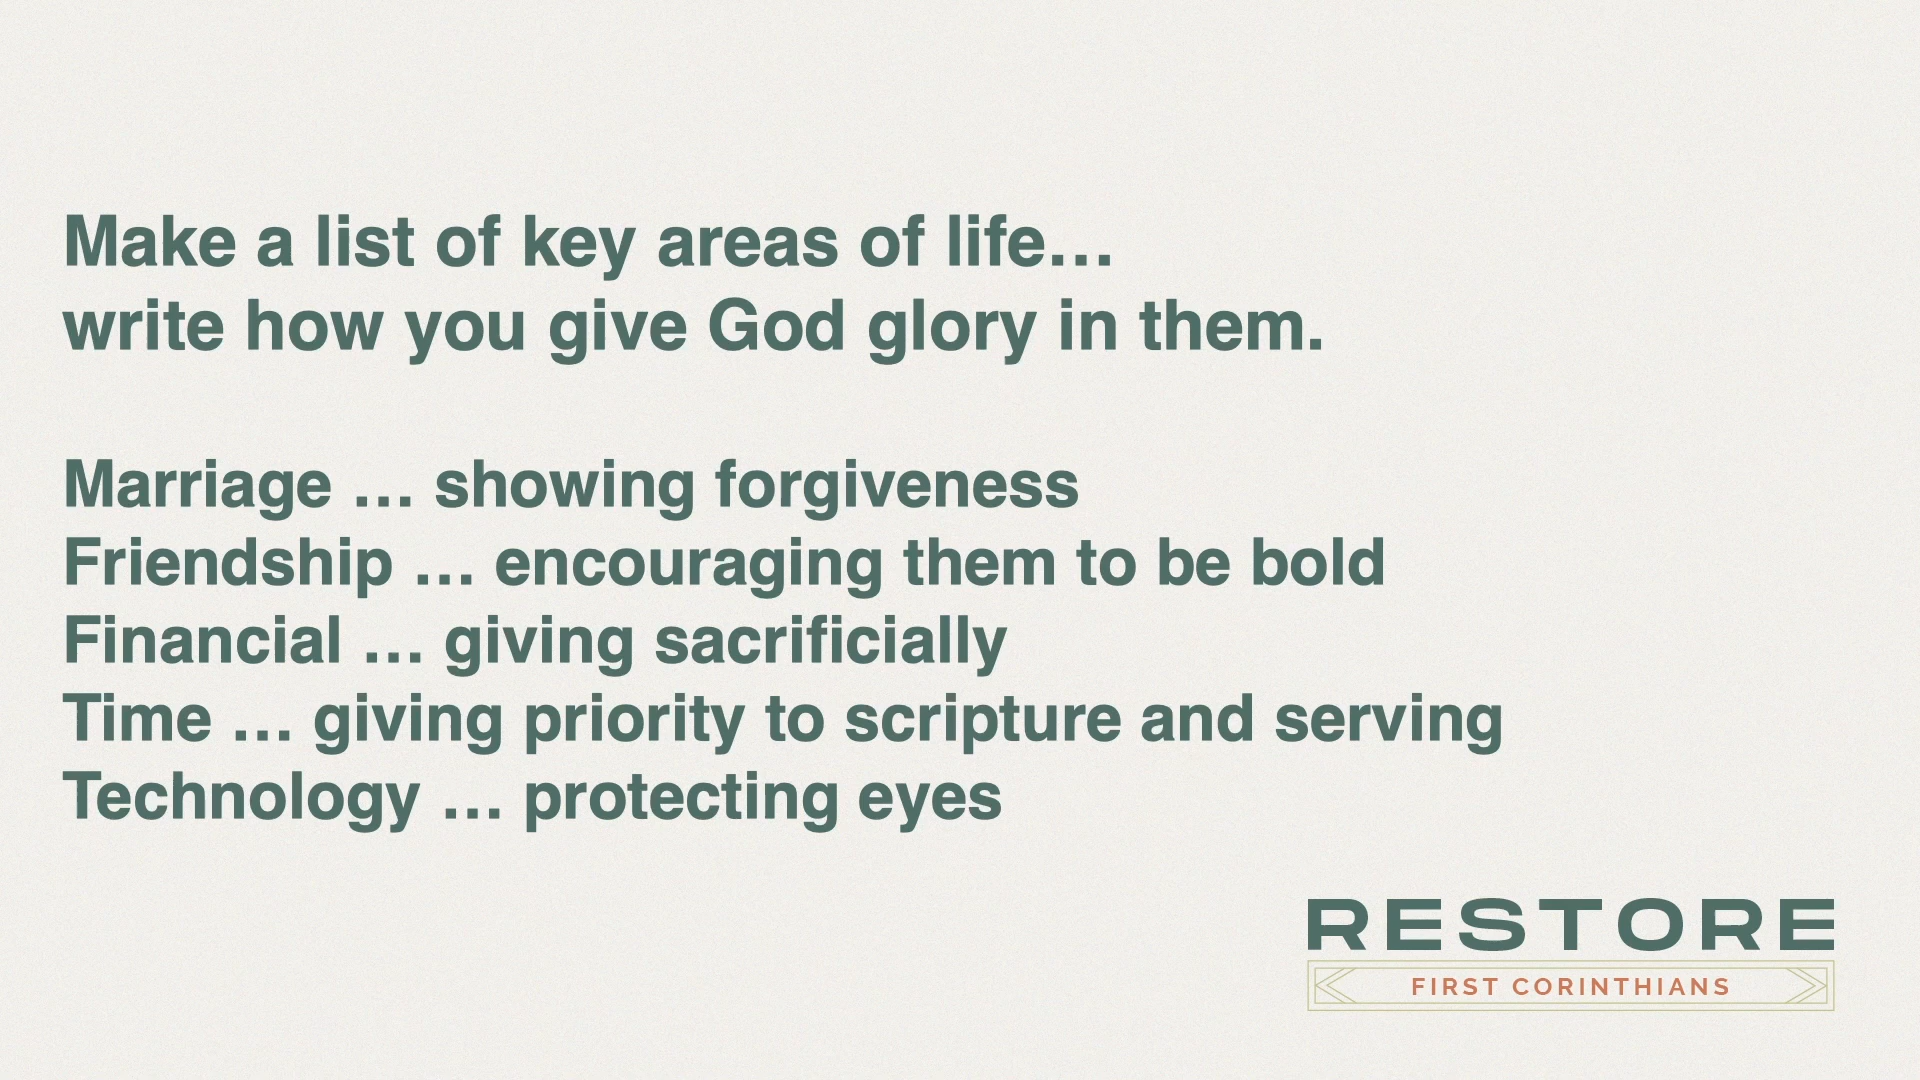 Make a list of key areas of life…
write how you give God glory in them.
Marriage … showing forgiveness
Friendship … encouraging them to be bold
Financial … giving sacrificially
Time … giving priority to scripture and serving
Technology … protecting eyes
RESTORE
FIRST CORINTHIANS